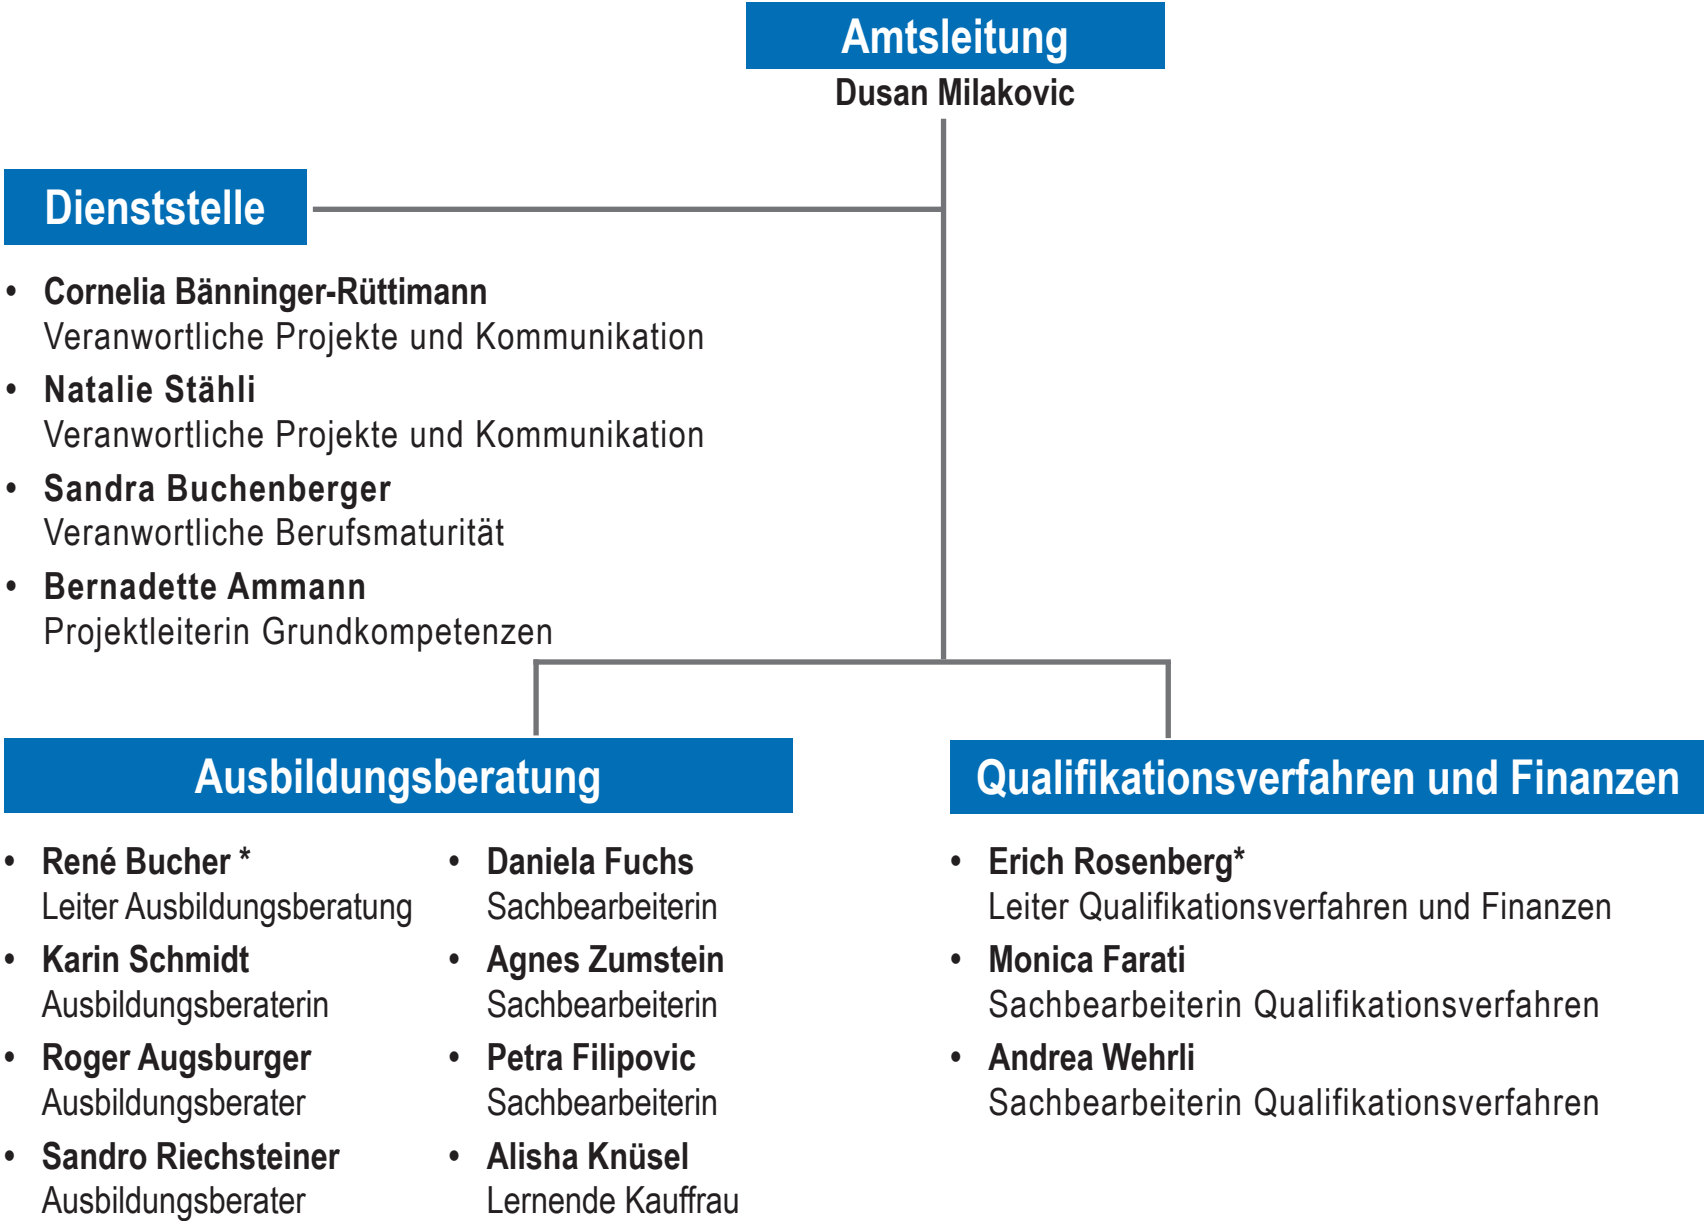 Amtsleitung
Dusan Milakovic
Dienststelle
• Cornelia Bänninger-Rüttimann
Veranwortliche Projekte und Kommunikation
• Natalie Stähli
Veranwortliche Projekte und Kommunikation
• Sandra Buchenberger
Veranwortliche Berufsmaturität
• Bernadette Ammann
Projektleiterin Grundkompetenzen
Ausbildungsberatung
• René Bucher *
Leiter Ausbildungsberatung
• Karin Schmidt
Ausbildungsberaterin
• Roger Augsburger
Ausbildungsberater
• Sandro Riechsteiner
Ausbildungsberater
• Daniela Fuchs
Sachbearbeiterin
• Agnes Zumstein
Sachbearbeiterin
• Petra Filipovic
Sachbearbeiterin
• Alisha Knüsel
Lernende Kauffrau
Qualifikationsverfahren und Finanzen
• Erich Rosenberg*
Leiter Qualifikationsverfahren und Finanzen
• Monica Farati
Sachbearbeiterin Qualifikationsverfahren
• Andrea Wehrli
Sachbearbeiterin Qualifikationsverfahren